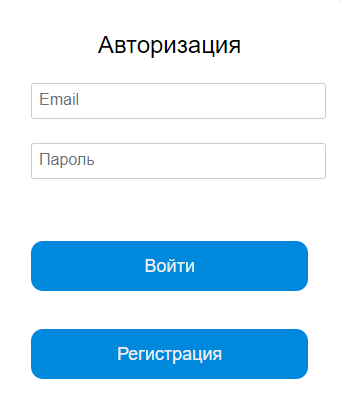 Авторизация
Email
Пароль
Войти
Регистрация